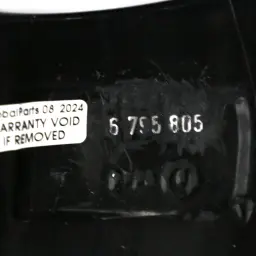 obalParts 08 2024
ARRANTY VOID
IF REMOVED
6 795 805